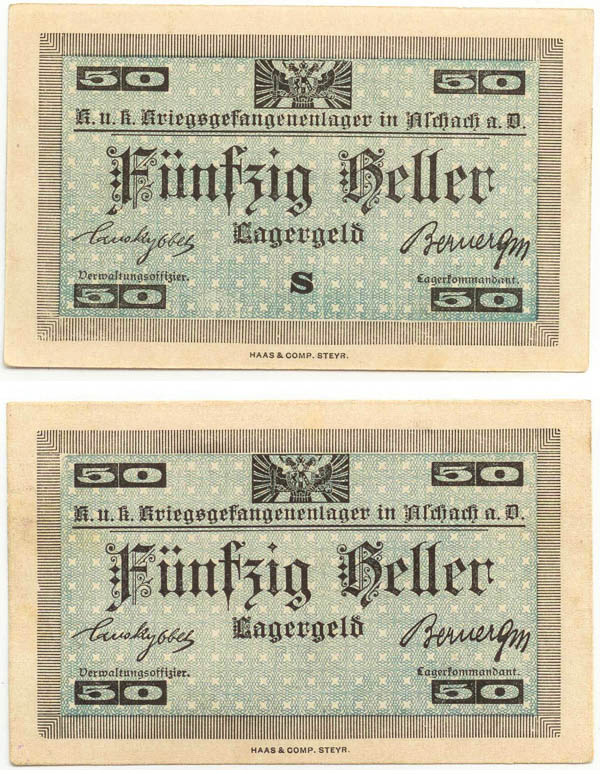 50 50
K. u. k. Kriegsgefangenenlager in Aschach a. D.
Fünfzig Heller
Lagergeld
Verwaltungsoffizier. Lagerkommandant.
50 S 50
HAAS & COMP. STEYR.
50 50
K. u. k. Kriegsgefangenenlager in Aschach a. D.
Fünfzig Heller
Lagergeld
Verwaltungsoffizier. Lagerkommandant.
50 50
HAAS & COMP. STEYR.